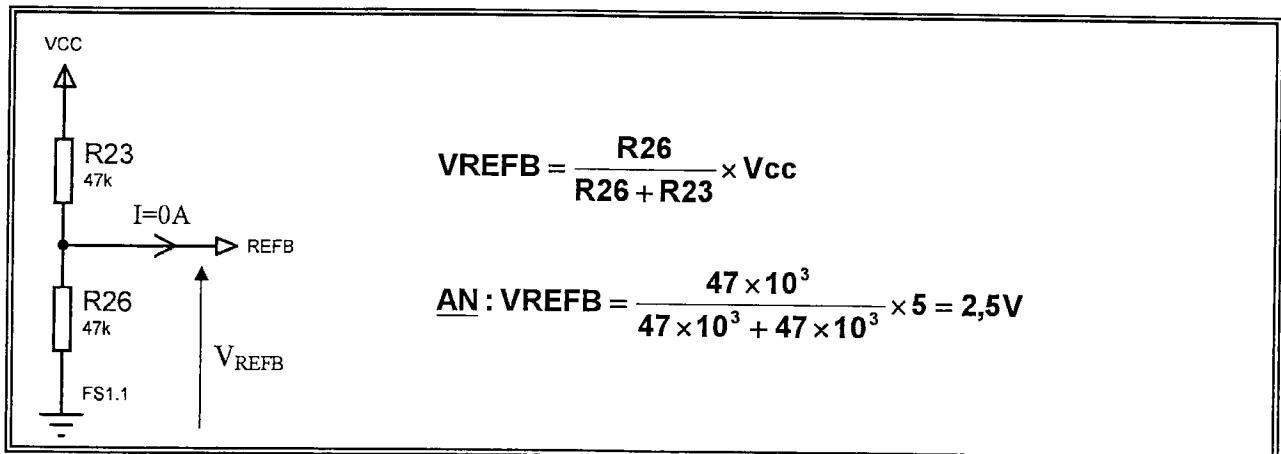 VCC
R23
47k
I=0A
REFB
R26
47k
V_REFB
FS1.1
VREFB = R26 / (R26 + R23) × Vcc
AN : VREFB = 47 × 10³ / (47 × 10³ + 47 × 10³) × 5 = 2,5V